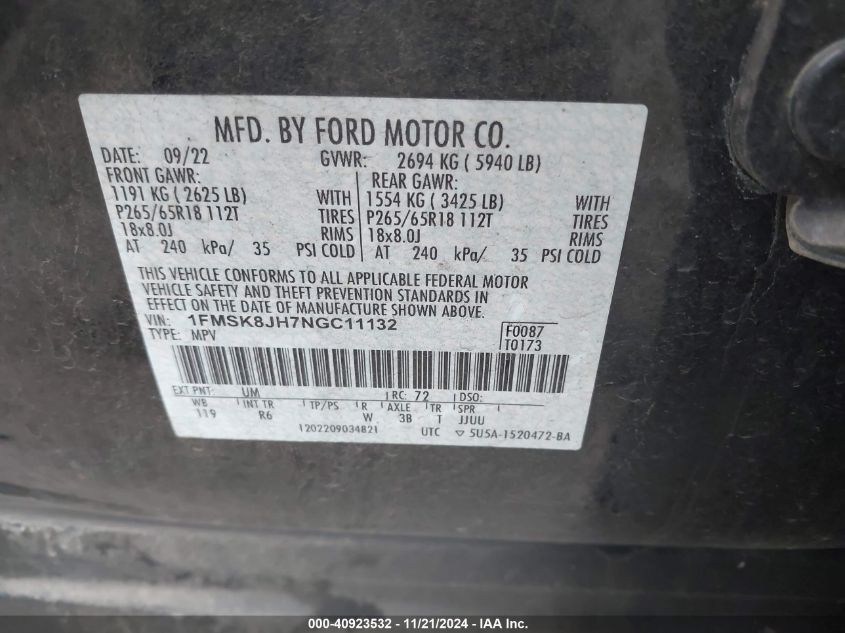 MFD. BY FORD MOTOR CO.
DATE: 09/22 GVWR: 2694 KG ( 5940 LB)
FRONT GAWR: REAR GAWR:
1191 KG ( 2625 LB) WITH 1554 KG ( 3425 LB) WITH
P265/65R18 112T TIRES P265/65R18 112T TIRES
18x8.0J RIMS 18x8.0J RIMS
AT 240 kPa/ 35 PSI COLD AT 240 kPa/ 35 PSI COLD
THIS VEHICLE CONFORMS TO ALL APPLICABLE FEDERAL MOTOR
VEHICLE SAFETY AND THEFT PREVENTION STANDARDS IN
EFFECT ON THE DATE OF MANUFACTURE SHOWN ABOVE.
VIN: 1FMSK8JH7NGC11132 F0087
TYPE: MPV T0173
EXT PNT: UM RC: 72 DSO:
WB INT TR TP/PS R AXLE TR SPR
119 R6 W 3B T JJUU
1202209034821 UTC ▽ 5U5A-1520472-BA
000-40923532 - 11/21/2024 - IAA Inc.